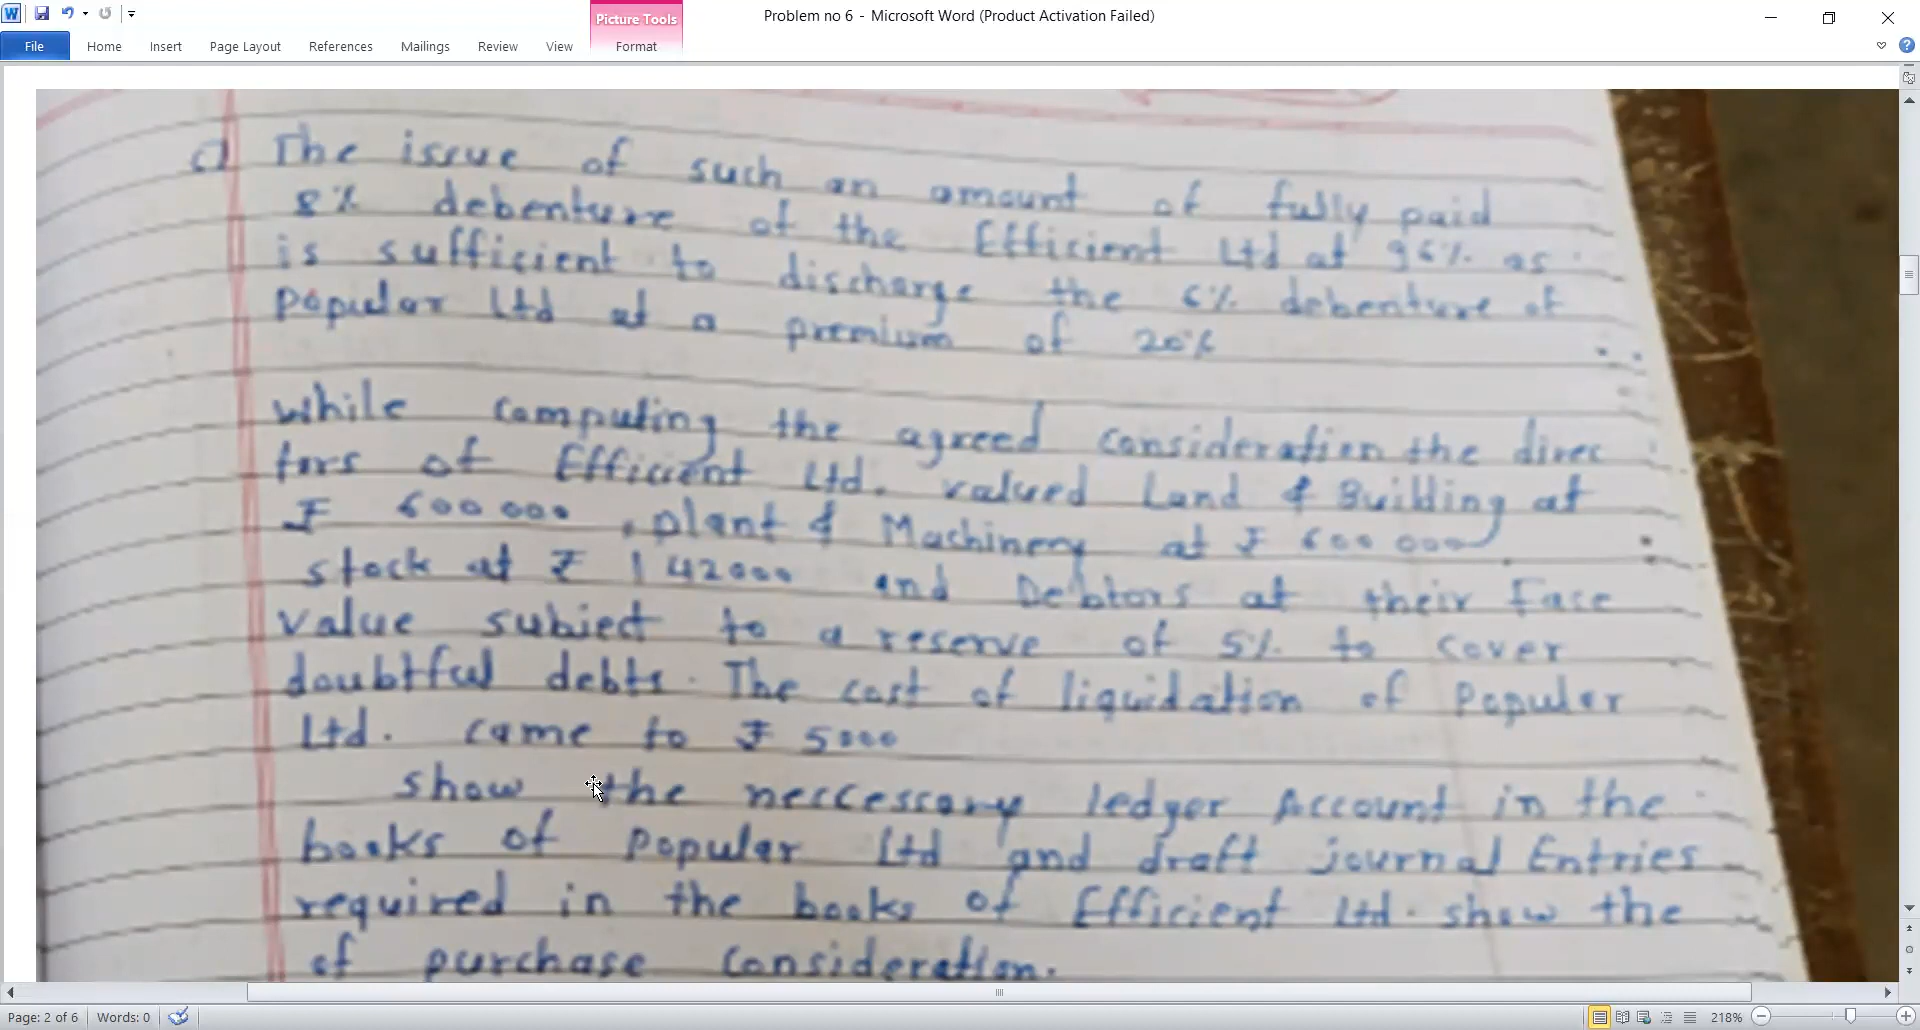 Problem no 6 - Microsoft Word (Product Activation Failed)
Picture Tools
File Home Insert Page Layout References Mailings Review View Format
c) The issue of such an amount of fully paid
8% debenture of the Efficient Ltd at 96% as
is sufficient to discharge the 6% debenture of
Popular Ltd at a premium of 20%
While computing the agreed consideration the direc
tors of Efficient Ltd. valued Land & Building at
₹ 600000, plant & Machinery at ₹ 600000
stock at ₹ 142000 and Debtors at their Face
value subject to a reserve of 5% to cover
doubtful debts. The cost of liquidation of Popular
Ltd. came to ₹ 5000
show the neccessary ledger Account in the
books of Popular Ltd and draft journal Entries
required in the books of Efficient Ltd. show the
of purchase consideration.
Page: 2 of 6 Words: 0 218%